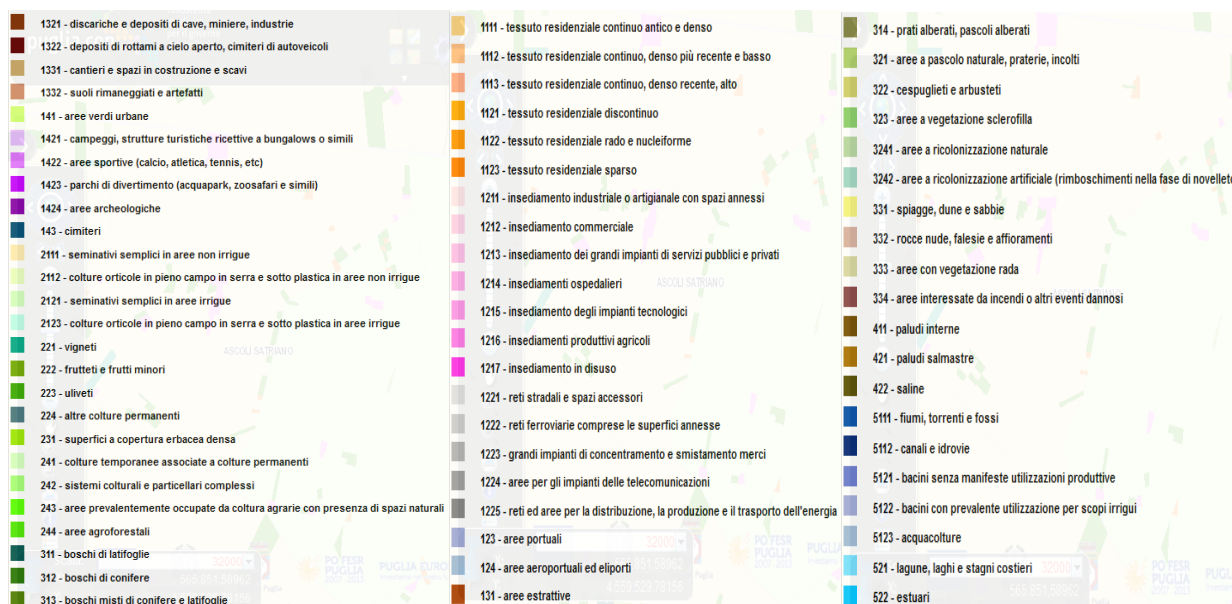 1321 - discariche e depositi di cave, miniere, industrie
1322 - depositi di rottami a cielo aperto, cimiteri di autoveicoli
1331 - cantieri e spazi in costruzione e scavi
1332 - suoli rimaneggiati e artefatti
141 - aree verdi urbane
1421 - campeggi, strutture turistiche ricettive a bungalows o simili
1422 - aree sportive (calcio, atletica, tennis, etc)
1423 - parchi di divertimento (acquapark, zoosafari e simili)
1424 - aree archeologiche
143 - cimiteri
2111 - seminativi semplici in aree non irrigue
2112 - colture orticole in pieno campo in serra e sotto plastica in aree non irrigue
2121 - seminativi semplici in aree irrigue
2123 - colture orticole in pieno campo in serra e sotto plastica in aree irrigue
221 - vigneti
ASCOLI SATRIANO
222 - frutteti e frutti minori
223 - uliveti
224 - altre colture permanenti
231 - superfici a copertura erbacea densa
241 - colture temporanee associate a colture permanenti
242 - sistemi colturali e particellari complessi
243 - aree prevalentemente occupate da coltura agrarie con presenza di spazi naturali
244 - aree agroforestali
311 - boschi di latifoglie
312 - boschi di conifere
313 - boschi misti di conifere e latifoglie
1111 - tessuto residenziale continuo antico e denso
1112 - tessuto residenziale continuo, denso più recente e basso
1113 - tessuto residenziale continuo, denso recente, alto
1121 - tessuto residenziale discontinuo
1122 - tessuto residenziale rado e nucleiforme
1123 - tessuto residenziale sparso
1211 - insediamento industriale o artigianale con spazi annessi
1212 - insediamento commerciale
1213 - insediamento dei grandi impianti di servizi pubblici e privati
1214 - insediamenti ospedalieri
ASCOLI SATRIANO
1215 - insediamento degli impianti tecnologici
1216 - insediamenti produttivi agricoli
1217 - insediamento in disuso
1221 - reti stradali e spazi accessori
1222 - reti ferroviarie comprese le superfici annesse
1223 - grandi impianti di concentramento e smistamento merci
1224 - aree per gli impianti delle telecomunicazioni
1225 - reti ed aree per la distribuzione, la produzione e il trasporto dell'energia
123 - aree portuali
124 - aree aeroportuali ed eliporti
131 - aree estrattive
314 - prati alberati, pascoli alberati
321 - aree a pascolo naturale, praterie, incolti
322 - cespuglieti e arbusteti
323 - aree a vegetazione sclerofilla
3241 - aree a ricolonizzazione naturale
3242 - aree a ricolonizzazione artificiale (rimboschimenti nella fase di novelleto
331 - spiagge, dune e sabbie
332 - rocce nude, falesie e affioramenti
333 - aree con vegetazione rada
334 - aree interessate da incendi o altri eventi dannosi
411 - paludi interne
421 - paludi salmastre
422 - saline
5111 - fiumi, torrenti e fossi
5112 - canali e idrovie
5121 - bacini senza manifeste utilizzazioni produttive
5122 - bacini con prevalente utilizzazione per scopi irrigui
5123 - acquacolture
521 - lagune, laghi e stagni costieri
522 - estuari